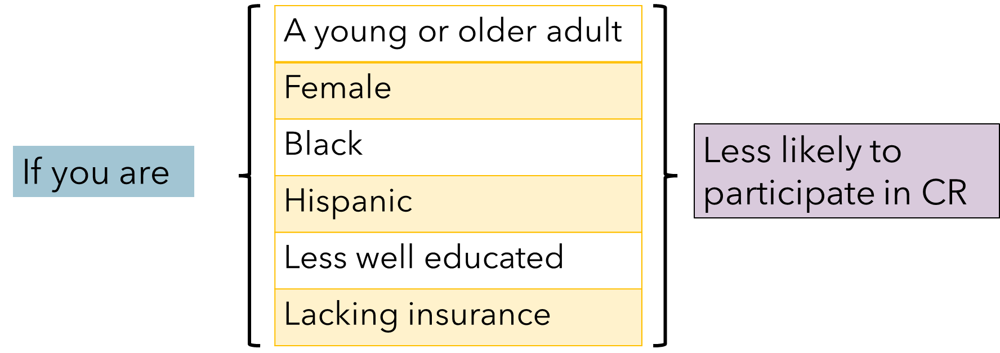 If you are
A young or older adult
Female
Black
Hispanic
Less well educated
Lacking insurance
Less likely to
participate in CR